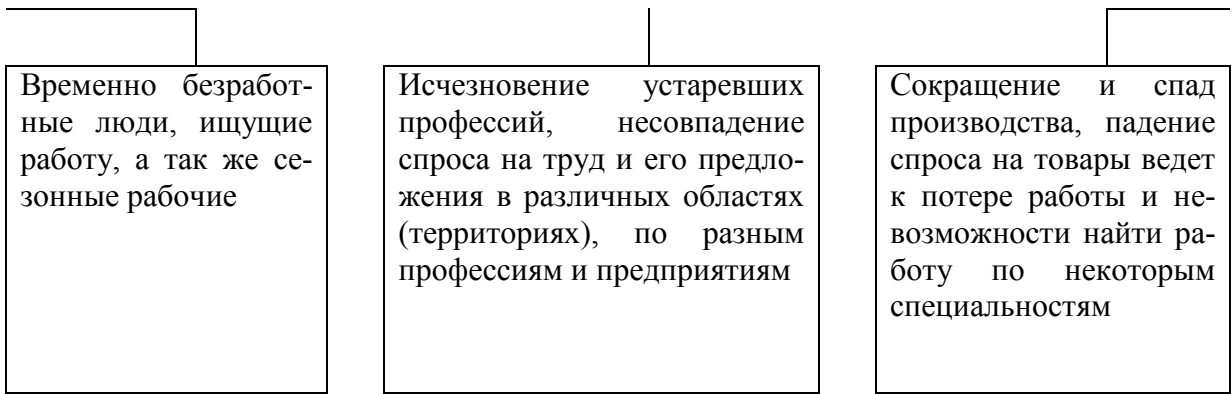 Временно безработ-
ные люди, ищущие
работу, а так же се-
зонные рабочие
Исчезновение устаревших
профессий, несовпадение
спроса на труд и его предло-
жения в различных областях
(территориях), по разным
профессиям и предприятиям
Сокращение и спад
производства, падение
спроса на товары ведет
к потере работы и не-
возможности найти ра-
боту по некоторым
специальностям